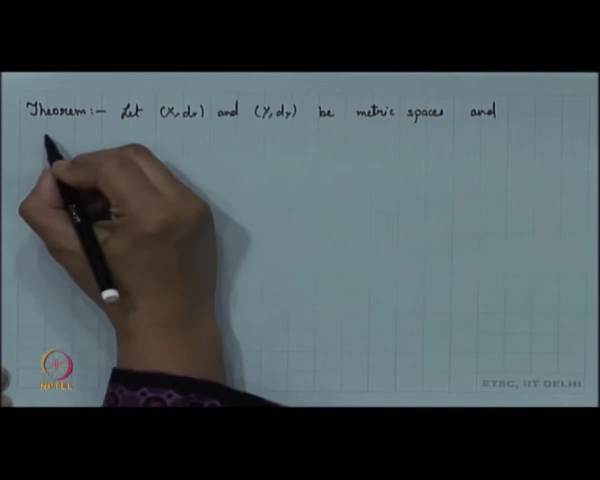 Theorem:- Let (X, dx) and (Y, dy) be metric spaces and
NPTEL
ETSC, IIT DELHI